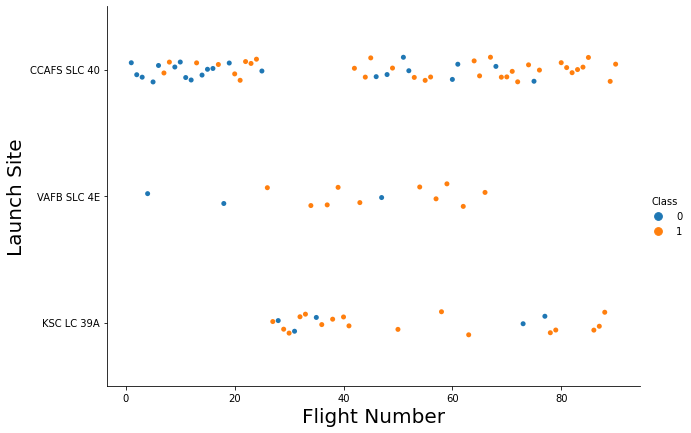 CCAFS SLC 40
VAFB SLC 4E
KSC LC 39A
Launch Site
0 20 40 60 80
Flight Number
Class
0
1